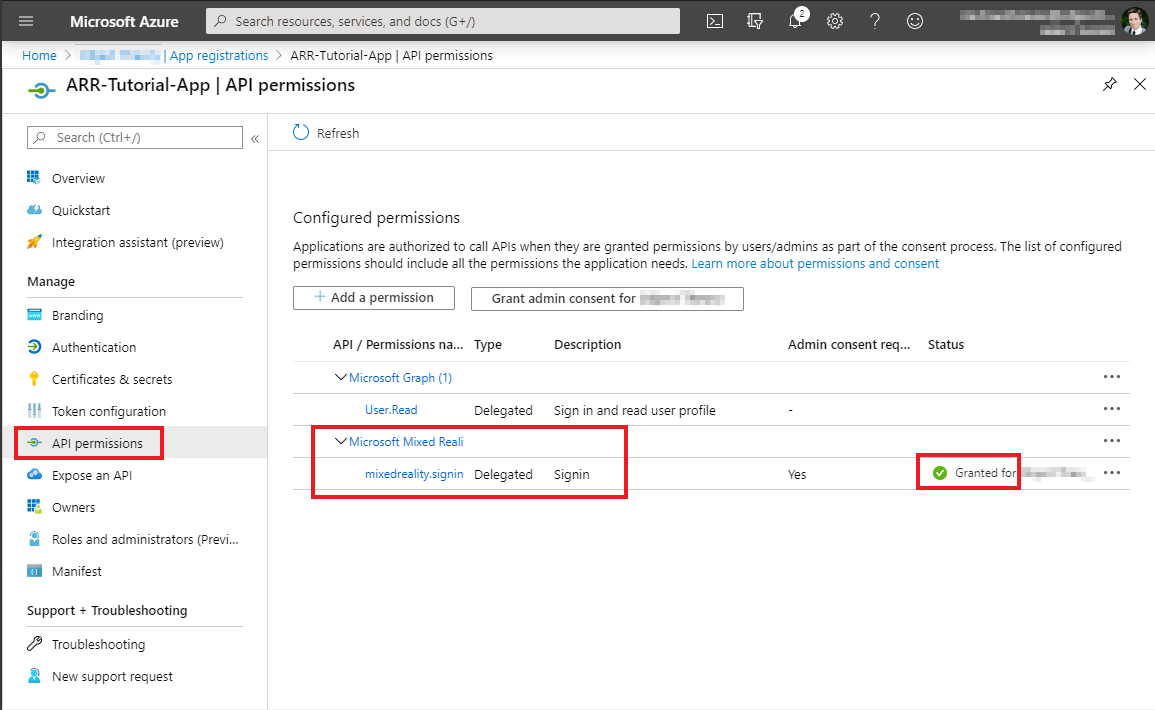 Microsoft Azure
Search resources, services, and docs (G+/)
2
Home > | App registrations > ARR-Tutorial-App | API permissions
ARR-Tutorial-App | API permissions
Search (Ctrl+/)
«
Overview
Quickstart
Integration assistant (preview)
Manage
Branding
Authentication
Certificates & secrets
Token configuration
API permissions
Expose an API
Owners
Roles and administrators (Previ...
Manifest
Support + Troubleshooting
Troubleshooting
New support request
Refresh
Configured permissions
Applications are authorized to call APIs when they are granted permissions by users/admins as part of the consent process. The list of configured
permissions should include all the permissions the application needs. Learn more about permissions and consent
+ Add a permission
Grant admin consent for
API / Permissions na... Type Description Admin consent req... Status
Microsoft Graph (1) ...
User.Read Delegated Sign in and read user profile - ...
Microsoft Mixed Reali ...
mixedreality.signin Delegated Signin Yes Granted for ...